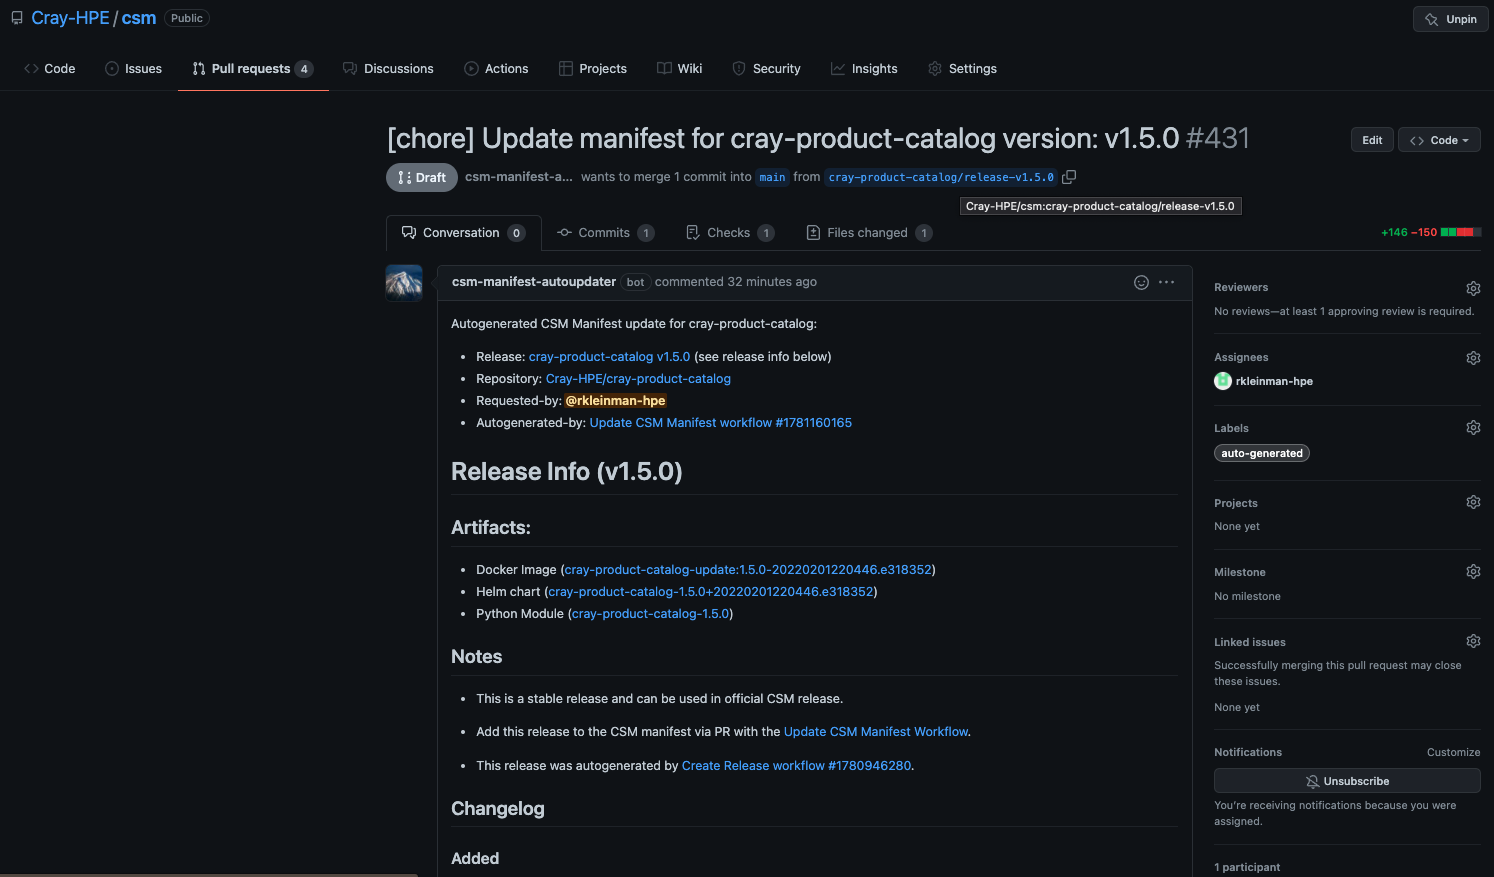 Cray-HPE / csm Public
Unpin
Code Issues Pull requests 4 Discussions Actions Projects Wiki Security Insights Settings
[chore] Update manifest for cray-product-catalog version: v1.5.0 #431
Edit Code
Draft csm-manifest-a... wants to merge 1 commit into main from cray-product-catalog/release-v1.5.0
Cray-HPE/csm:cray-product-catalog/release-v1.5.0
Conversation 0 Commits 1 Checks 1 Files changed 1
+146 −150
csm-manifest-autoupdater bot commented 32 minutes ago
Autogenerated CSM Manifest update for cray-product-catalog:
• Release: cray-product-catalog v1.5.0 (see release info below)
• Repository: Cray-HPE/cray-product-catalog
• Requested-by: @rkleinman-hpe
• Autogenerated-by: Update CSM Manifest workflow #1781160165
Release Info (v1.5.0)
Artifacts:
• Docker Image (cray-product-catalog-update:1.5.0-20220201220446.e318352)
• Helm chart (cray-product-catalog-1.5.0+20220201220446.e318352)
• Python Module (cray-product-catalog-1.5.0)
Notes
• This is a stable release and can be used in official CSM release.
• Add this release to the CSM manifest via PR with the Update CSM Manifest Workflow.
• This release was autogenerated by Create Release workflow #1780946280.
Changelog
Added
Reviewers
No reviews—at least 1 approving review is required.
Assignees
rkleinman-hpe
Labels
auto-generated
Projects
None yet
Milestone
No milestone
Linked issues
Successfully merging this pull request may close
these issues.
None yet
Notifications Customize
Unsubscribe
You're receiving notifications because you were
assigned.
1 participant